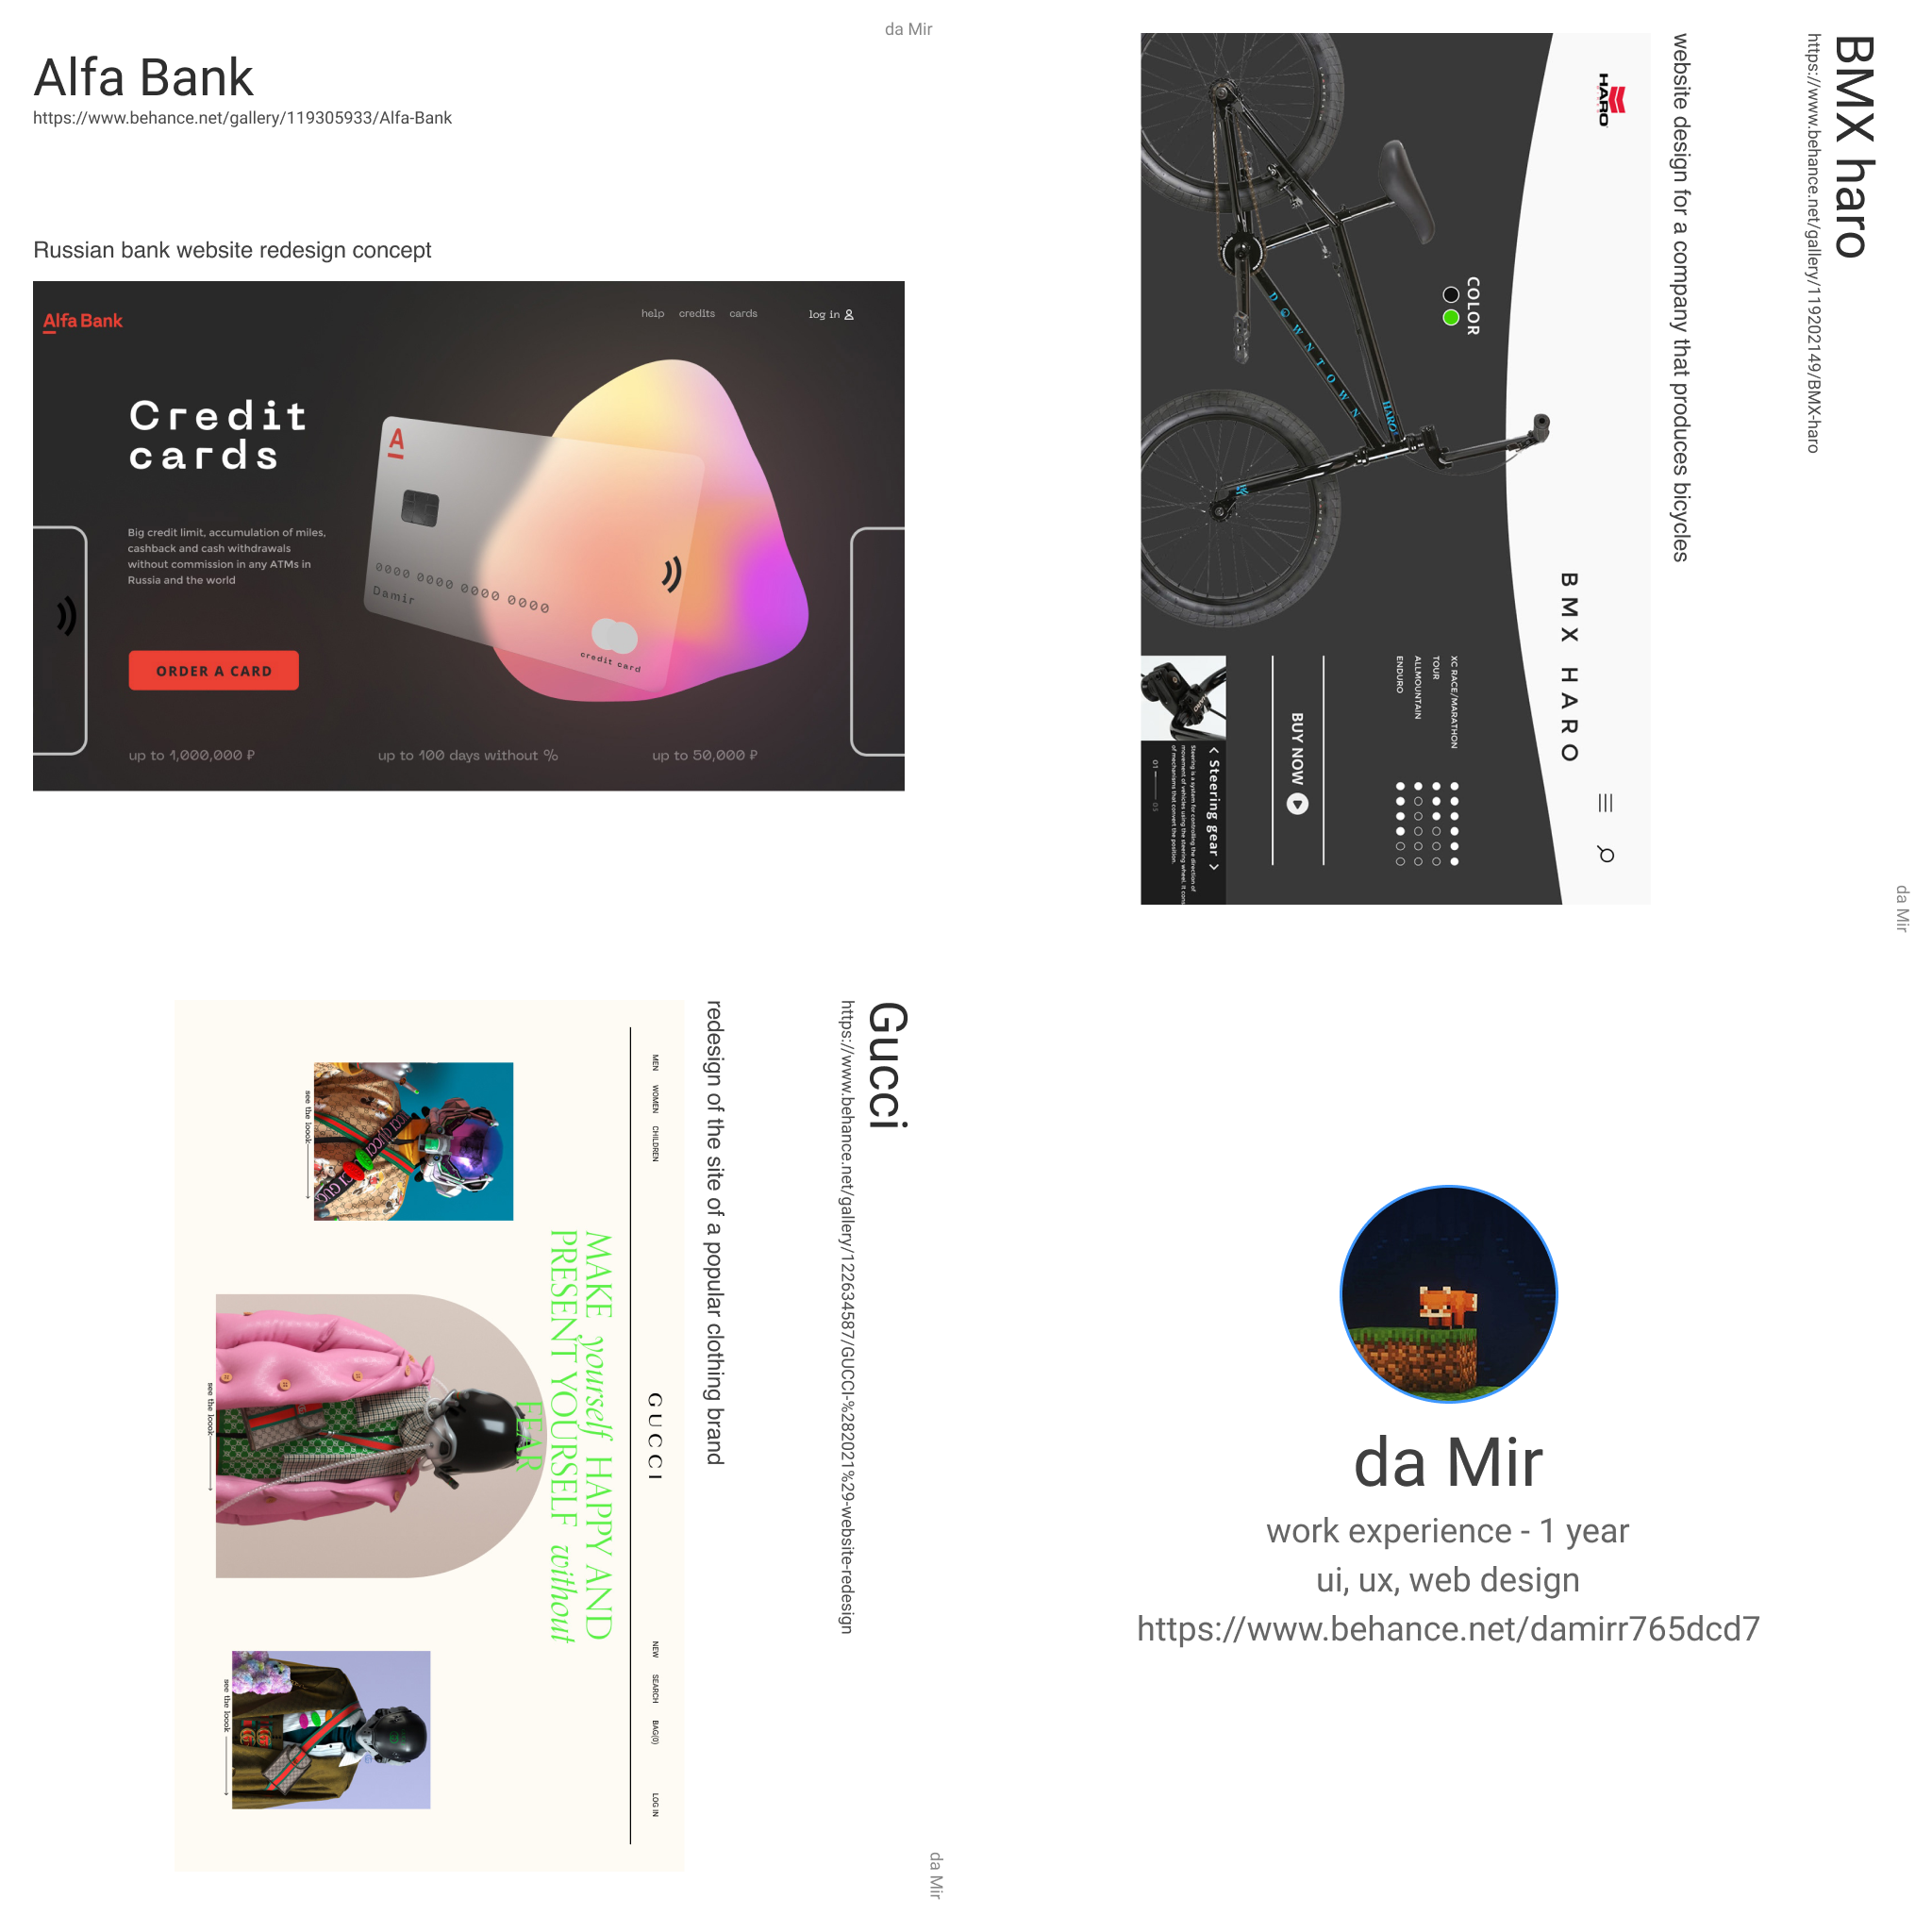 da Mir
Alfa Bank
https://www.behance.net/gallery/119305933/Alfa-Bank
Russian bank website redesign concept
Alfa Bank
help credits cards log in
Credit
cards
A
Big credit limit, accumulation of miles,
cashback and cash withdrawals
without commission in any ATMs in
Russia and the world
0000 0000 0000 0000
Damir
credit card
ORDER A CARD
up to 1,000,000 ₽ up to 100 days without % up to 50,000 ₽
BMX haro
https://www.behance.net/gallery/119202149/BMX-haro
website design for a company that produces bicycles
HARO
BMX HARO
COLOR
XC RACE/MARATHON
TOUR
ALLMOUNTAIN
ENDURO
HARO
DOWNTOWN
BUY NOW
< Steering gear >
Steering is a system for controlling the direction of
movement of vehicles using the steering wheel. It cons
of mechanisms that convert the position.
01 05
da Mir
Gucci
https://www.behance.net/gallery/122634587/GUCCI-%282021%29-website-redesign
redesign of the site of a popular clothing brand
MEN WOMEN CHILDREN GUCCI NEW SEARCH BAG(0) LOG IN
MAKE yourself HAPPY AND
PRESENT YOURSELF without
FEAR
see the loook
see the loook
see the loook
da Mir
da Mir
work experience - 1 year
ui, ux, web design
https://www.behance.net/damirr765dcd7